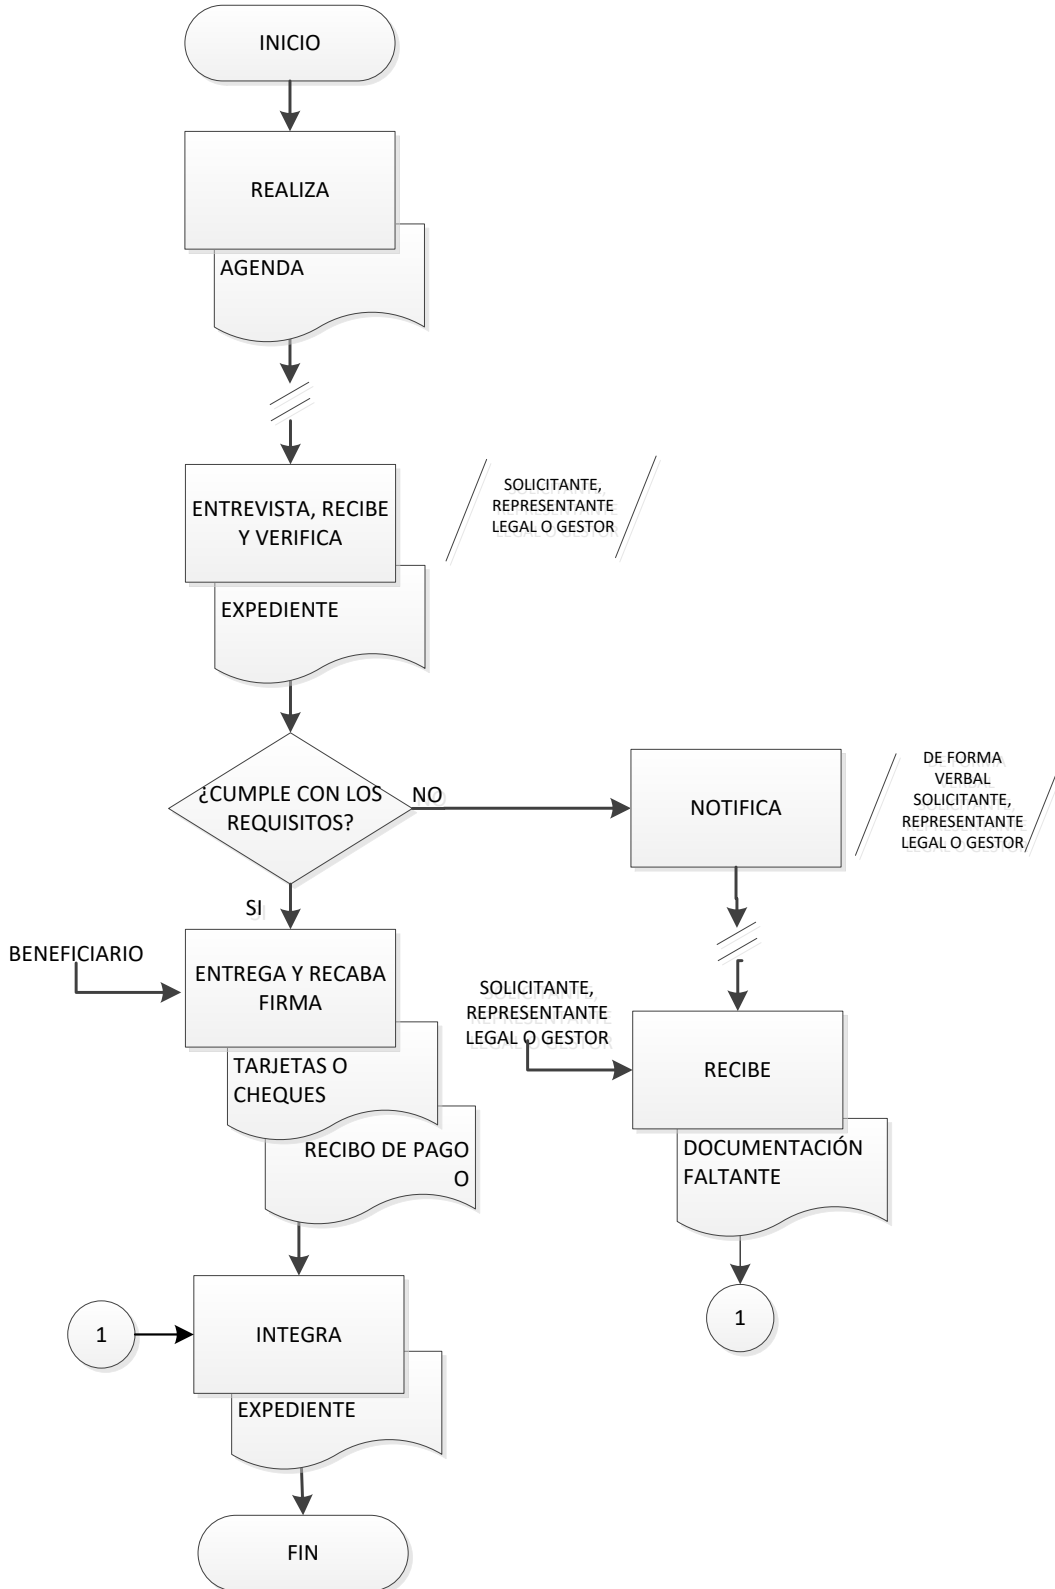 INICIO
REALIZA
AGENDA
ENTREVISTA, RECIBE
Y VERIFICA
SOLICITANTE,
REPRESENTANTE
LEGAL O GESTOR
EXPEDIENTE
¿CUMPLE CON LOS
REQUISITOS?
NO
NOTIFICA
DE FORMA
VERBAL
SOLICITANTE,
REPRESENTANTE
LEGAL O GESTOR
SI
BENEFICIARIO
ENTREGA Y RECABA
FIRMA
SOLICITANTE,
REPRESENTANTE
LEGAL O GESTOR
RECIBE
TARJETAS O
CHEQUES
RECIBO DE PAGO
O
DOCUMENTACIÓN
FALTANTE
1
1
INTEGRA
EXPEDIENTE
FIN